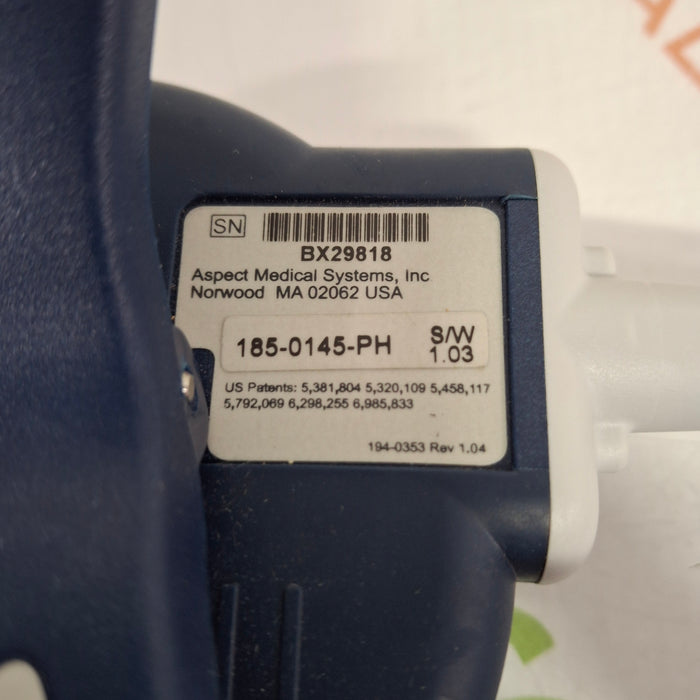 SN
BX29818
Aspect Medical Systems, Inc
Norwood MA 02062 USA
185-0145-PH
S/W
1.03
US Patents: 5,381,804 5,320,109 5,458,117
5,792,069 6,298,255 6,985,833
194-0353 Rev 1.04